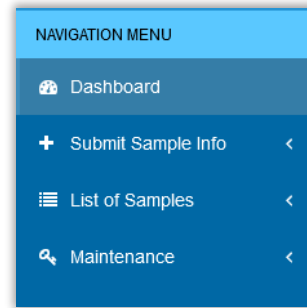 NAVIGATION MENU
Dashboard
Submit Sample Info
List of Samples
Maintenance